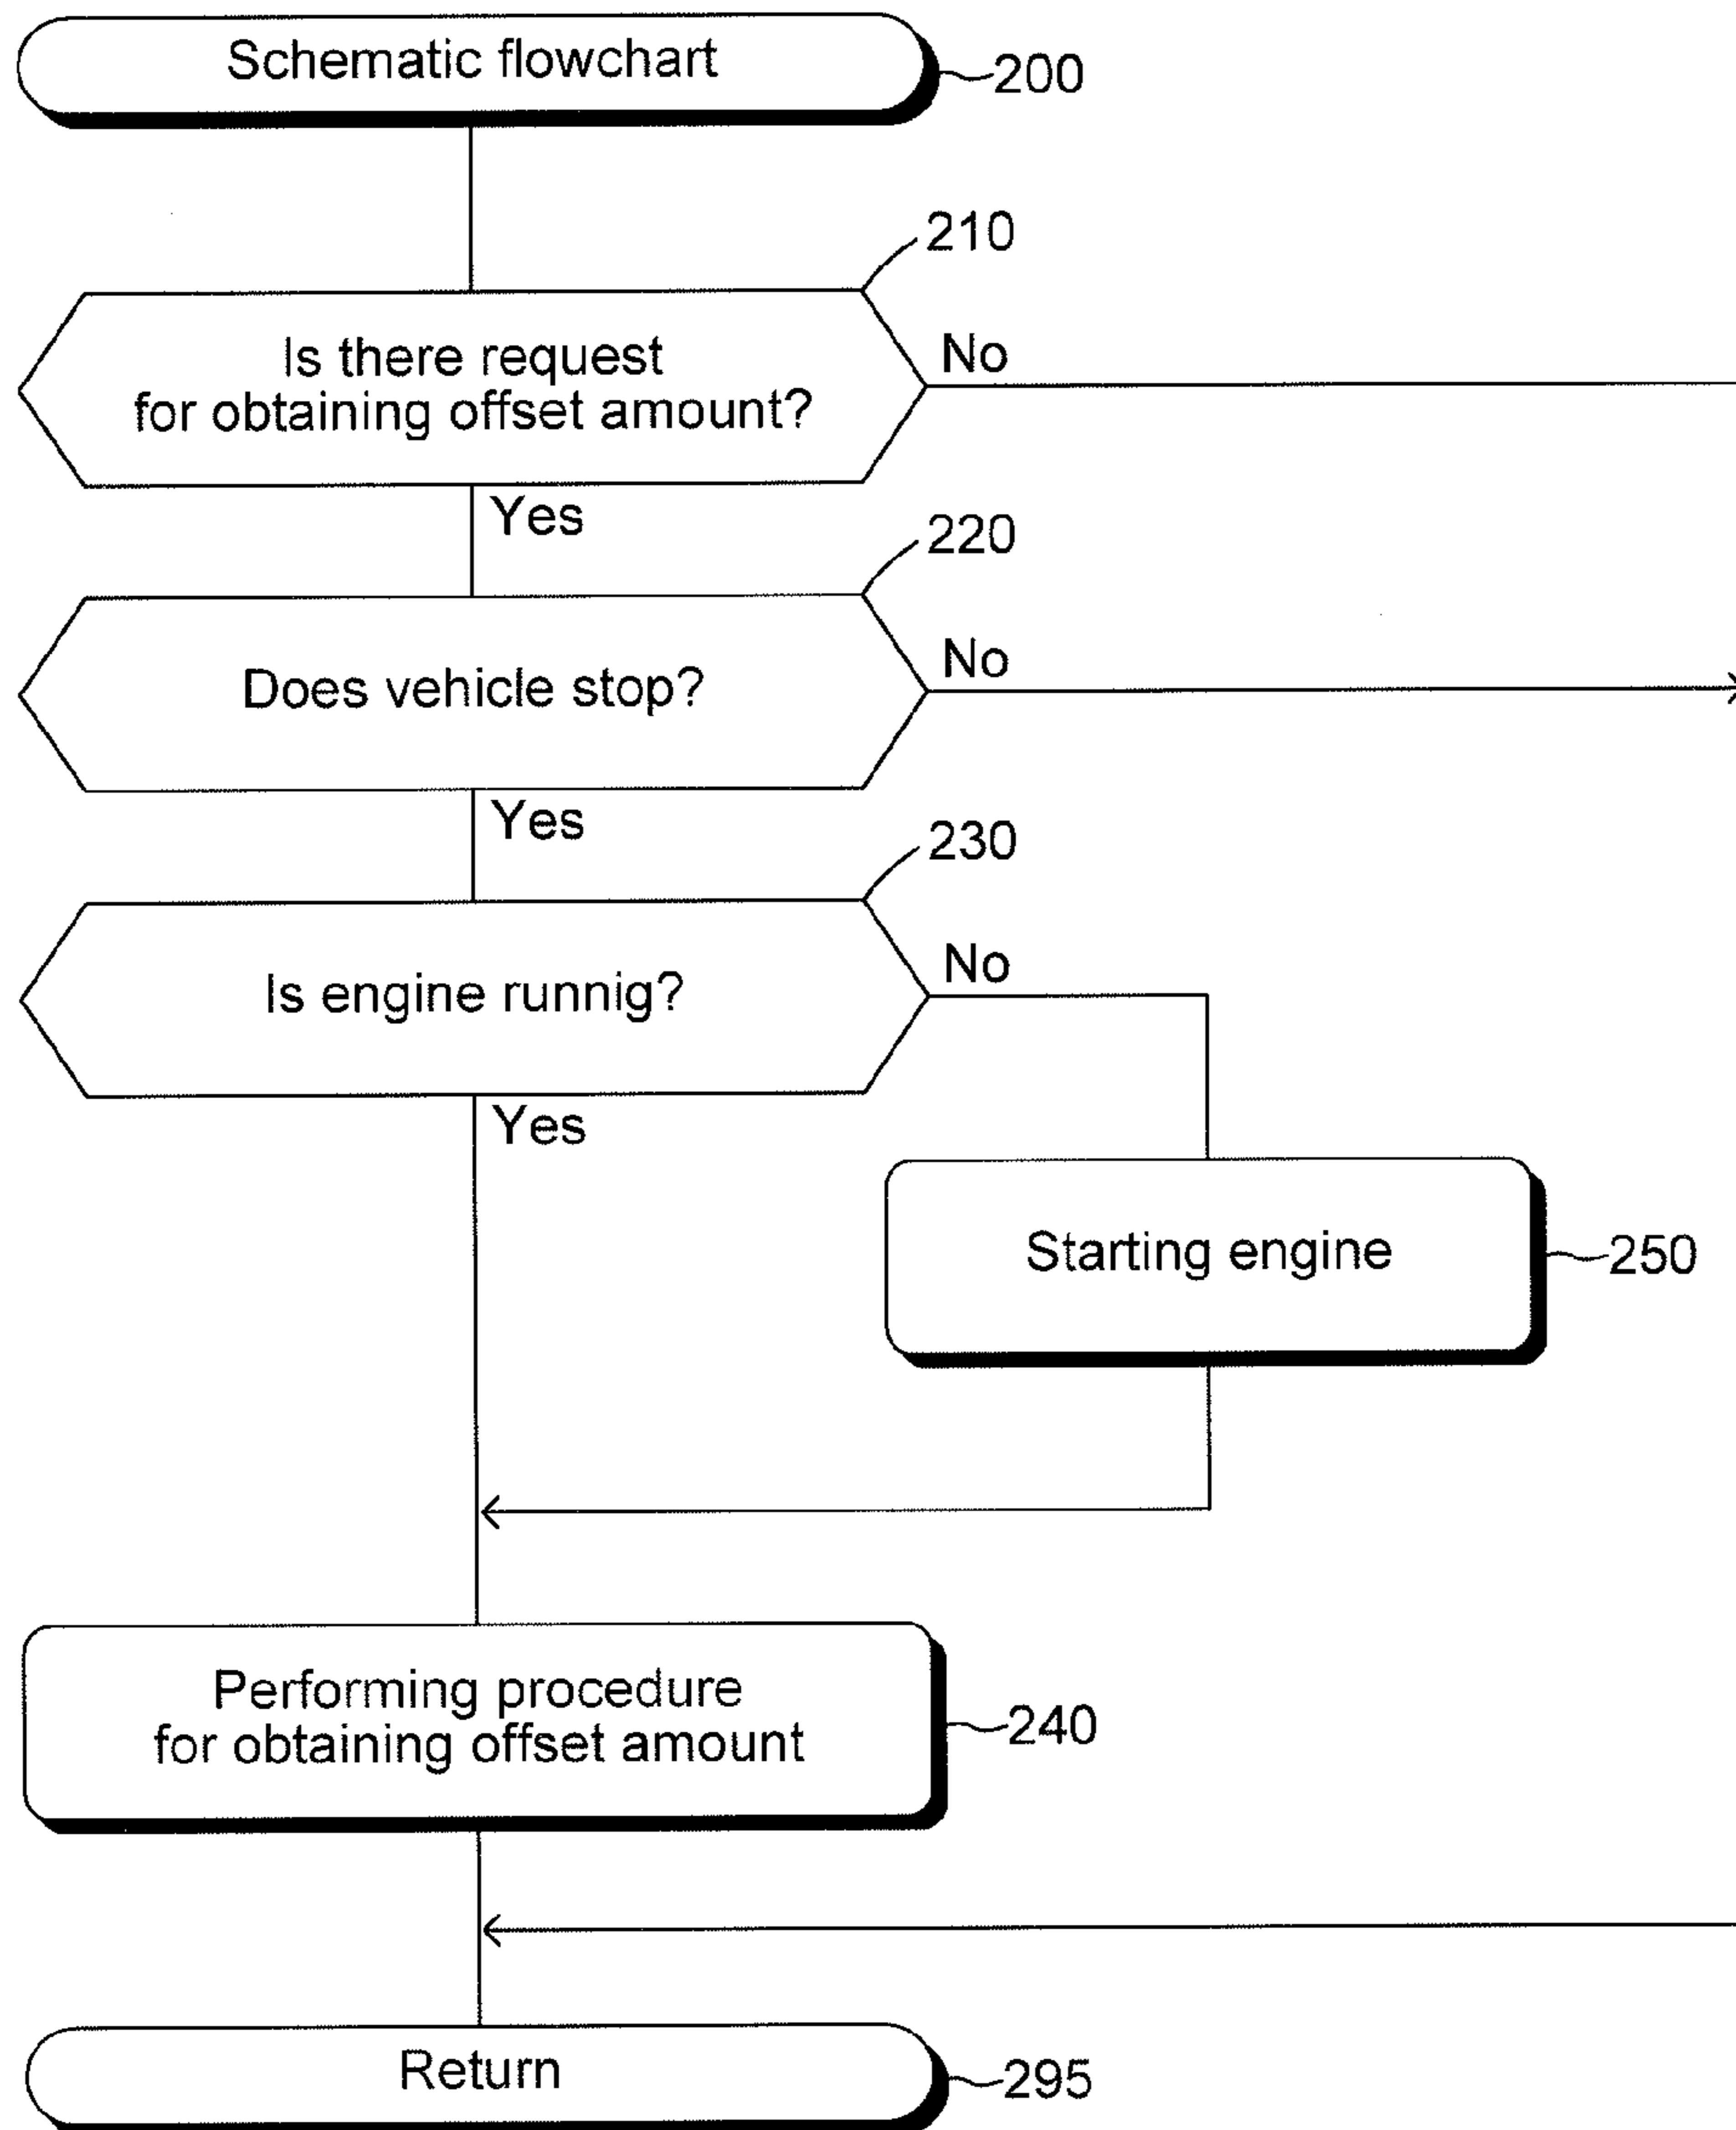 Schematic flowchart
200
210
Is there request
for obtaining offset amount?
No
Yes
220
Does vehicle stop?
No
Yes
230
Is engine runnig?
No
Yes
Starting engine
250
Performing procedure
for obtaining offset amount
240
Return
295